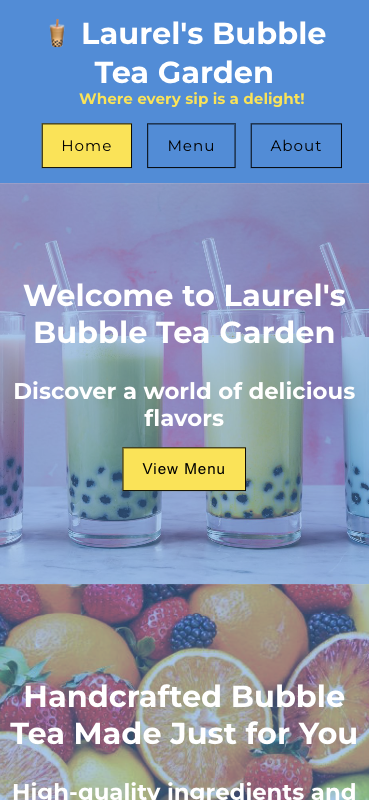 Laurel's Bubble
Tea Garden
Where every sip is a delight!
Home
Menu
About
Welcome to Laurel's
Bubble Tea Garden
Discover a world of delicious
flavors
View Menu
Handcrafted Bubble
Tea Made Just for You
High-quality ingredients and